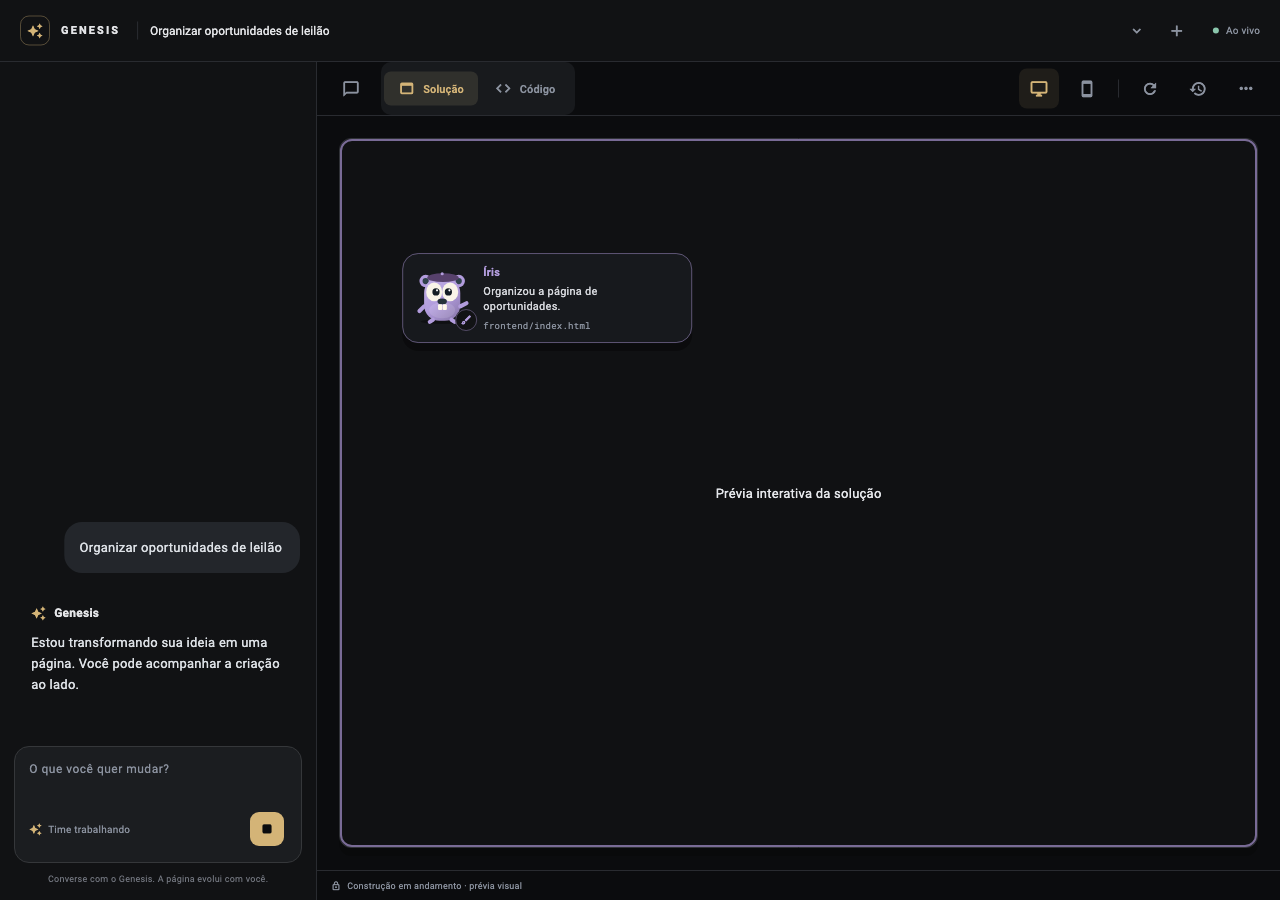 GENESIS
Organizar oportunidades de leilão
Ao vivo
Solução
Código
Íris
Organizou a página de
oportunidades.
frontend/index.html
Prévia interativa da solução
Organizar oportunidades de leilão
Genesis
Estou transformando sua ideia em uma
página. Você pode acompanhar a criação
ao lado.
O que você quer mudar?
Time trabalhando
Converse com o Genesis. A página evolui com você.
Construção em andamento · prévia visual